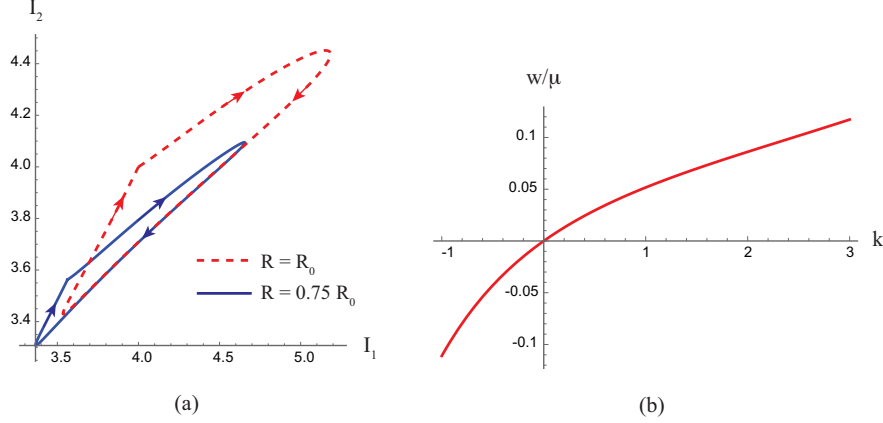 I₂
4.4
4.2
4.0
3.8
3.6
3.4
3.5
4.0
4.5
5.0
I₁
R = R₀
R = 0.75 R₀
(a)
w/μ
0.1
0.05
-0.05
-0.1
-1
1
2
3
k
(b)